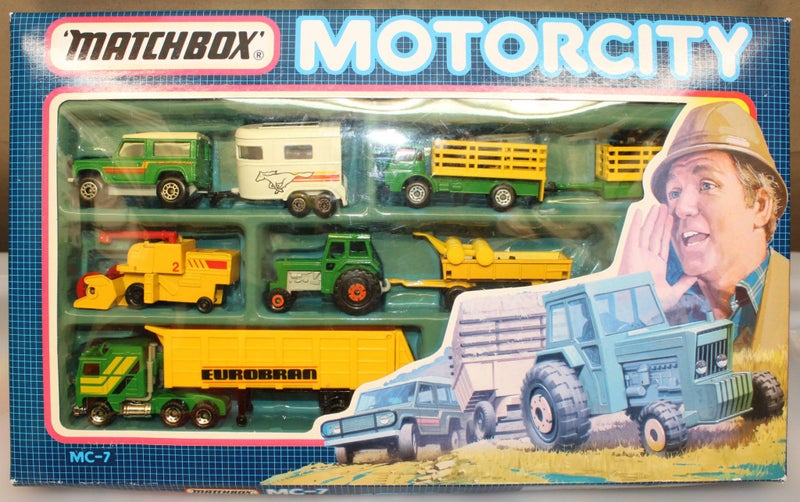 'MATCHBOX'®
MOTORCITY
2
EUROBRAN
MC-7
MATCHBOX MC-7